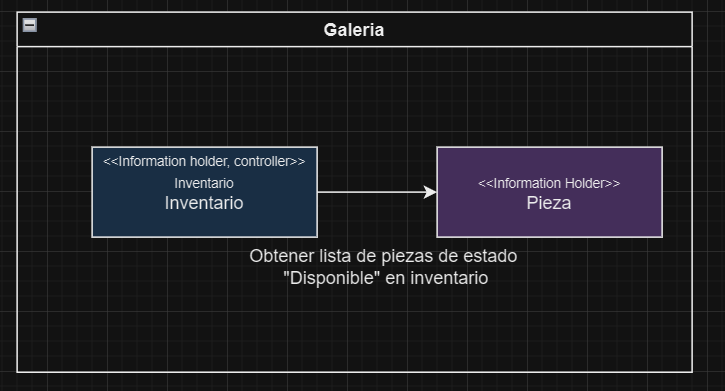 Galeria
<<Information holder, controller>>
Inventario
Inventario
<<Information Holder>>
Pieza
Obtener lista de piezas de estado
"Disponible" en inventario